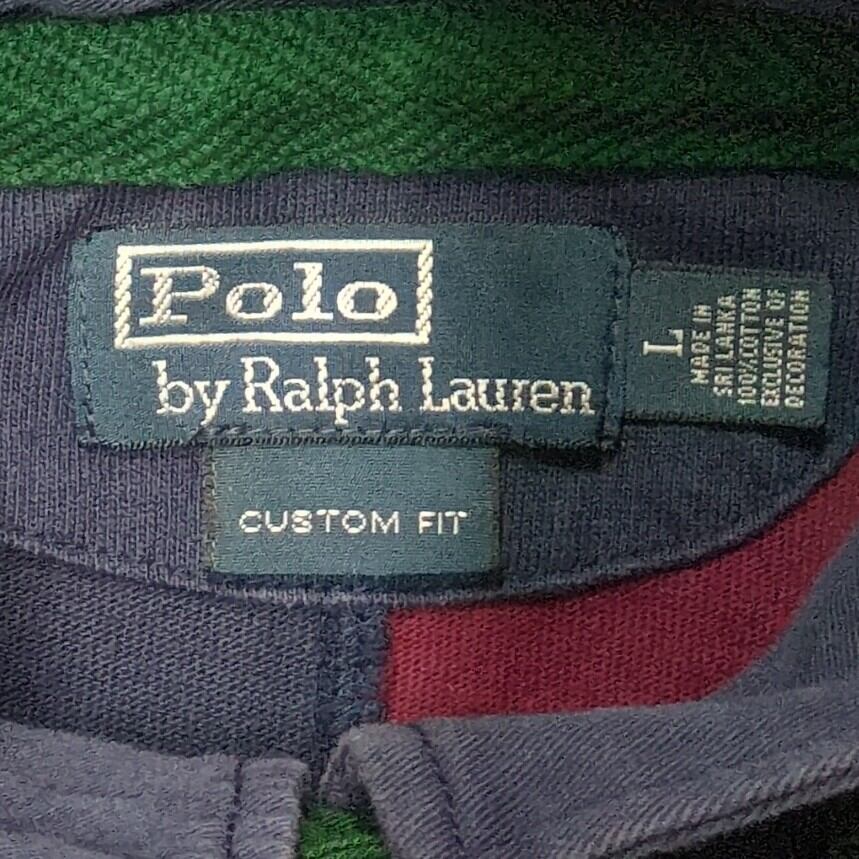 Polo
by Ralph Lauren
L
MADE IN
SRI LANKA
100% COTTON
EXCLUSIVE OF
DECORATION
CUSTOM FIT